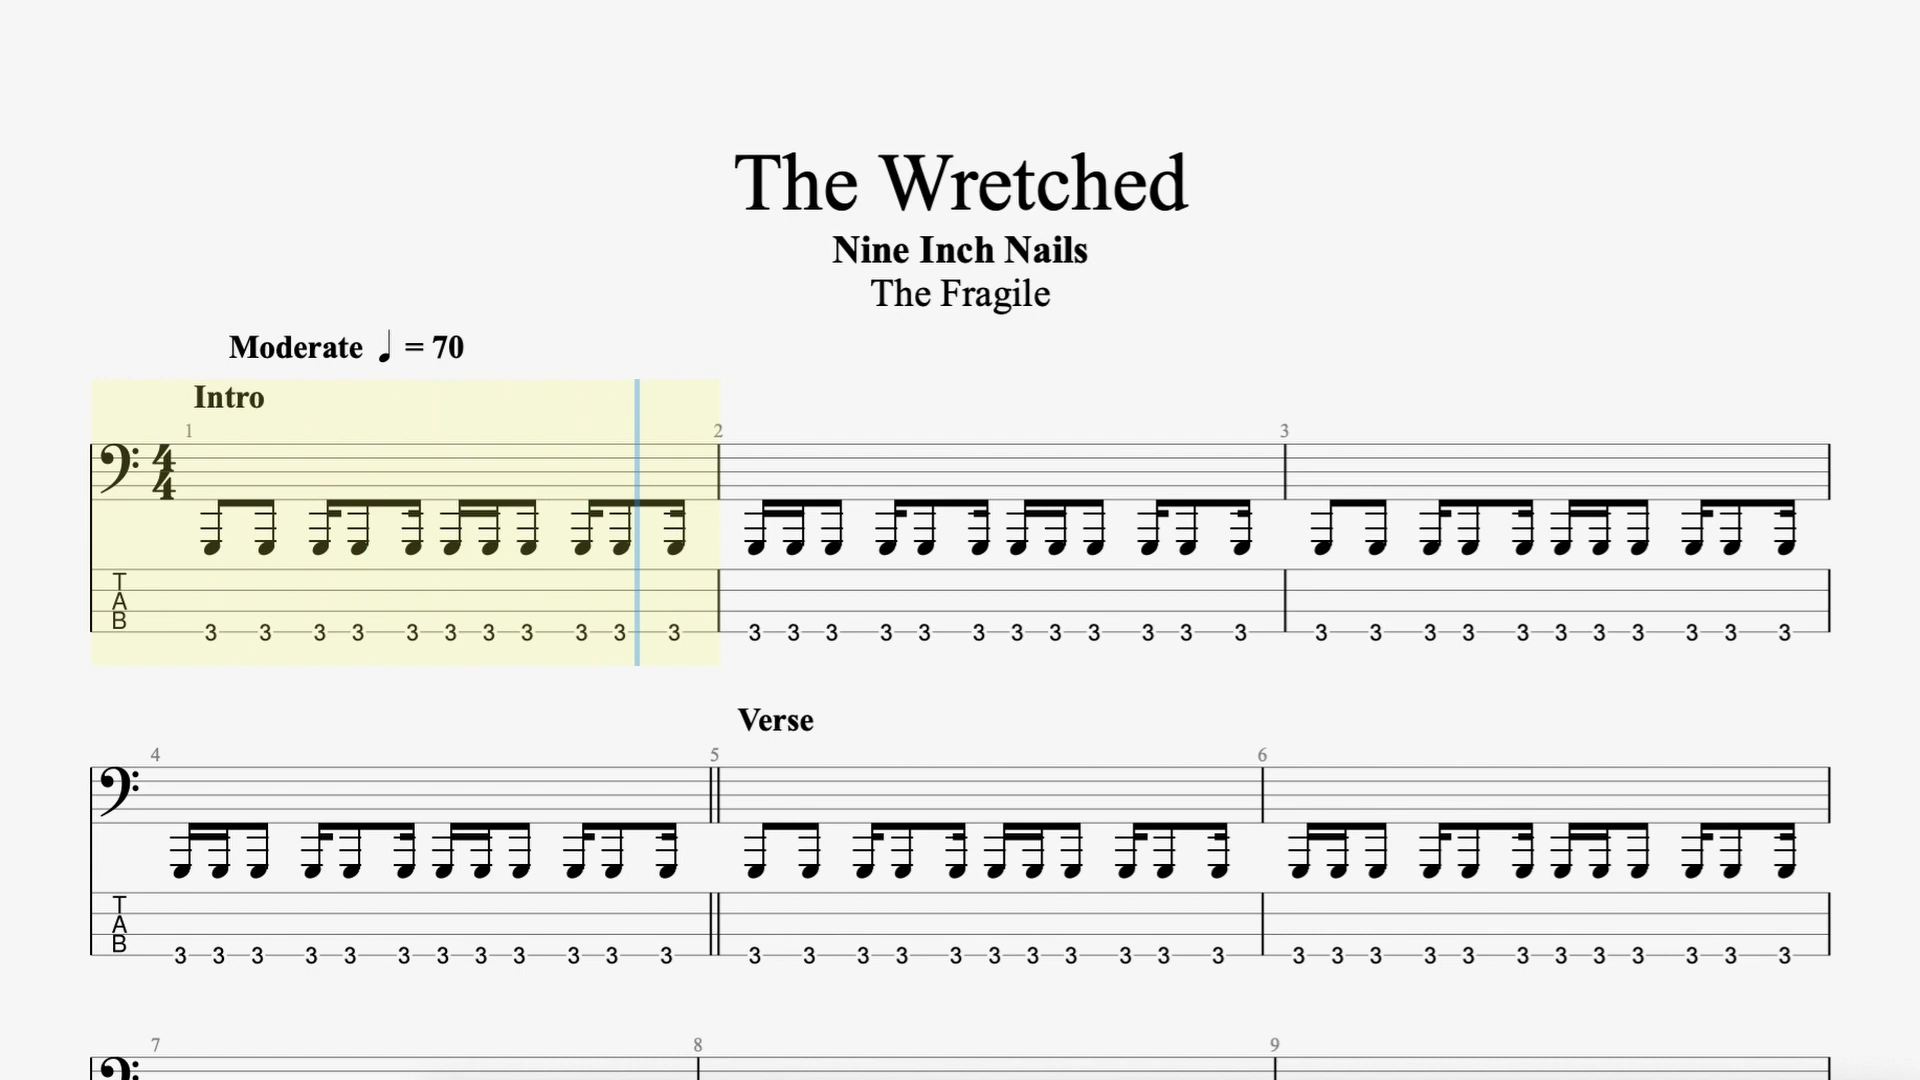 The Wretched
Nine Inch Nails
The Fragile
Moderate ♩ = 70
Intro
1 2 3
4
4
T
A
B
3 3 3 3 3 3 3 3 3 3 3 3 3 3 3 3 3 3 3 3 3 3 3 3 3 3 3 3 3 3 3 3 3 3
Verse
4 5 6
T
A
B
3 3 3 3 3 3 3 3 3 3 3 3 3 3 3 3 3 3 3 3 3 3 3 3 3 3 3 3 3 3 3 3 3 3 3
7 8 9